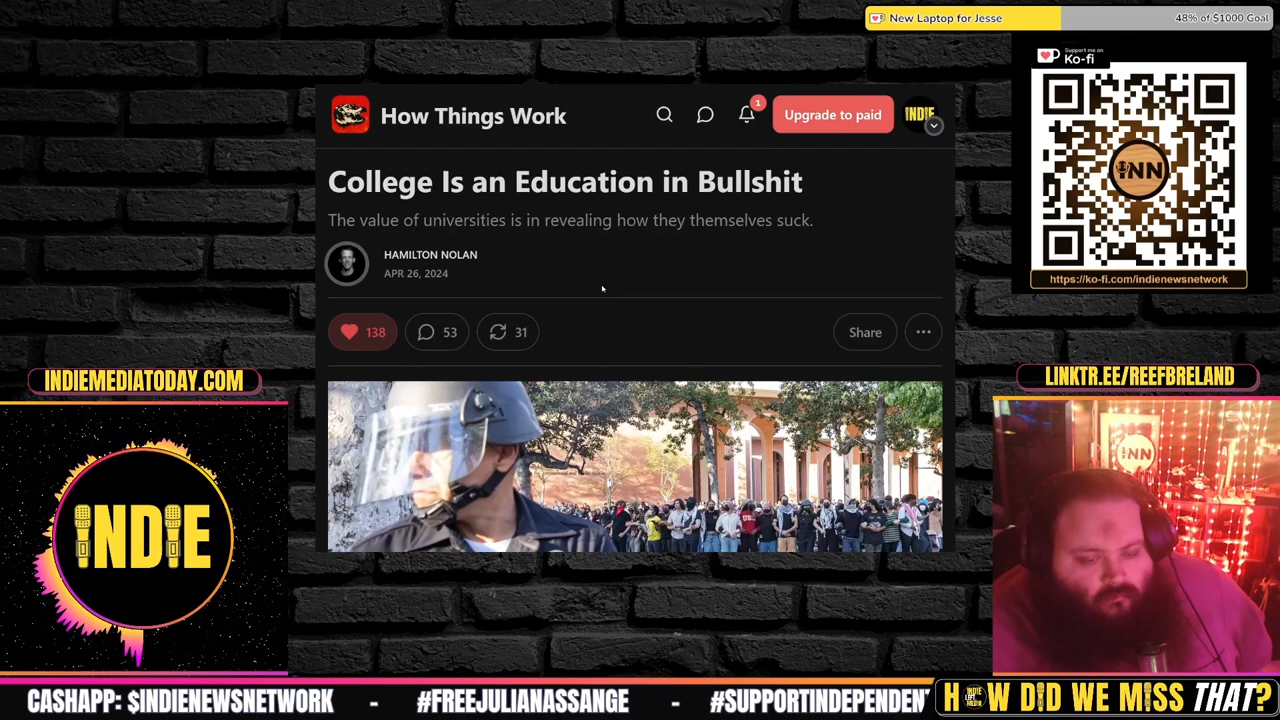 New Laptop for Jesse
48% of $1000 Goal
Support me on
Ko-fi
How Things Work
1
Upgrade to paid
INDIE
College Is an Education in Bullshit
The value of universities is in revealing how they themselves suck.
HAMILTON NOLAN
APR 26, 2024
INN
https://ko-fi.com/indienewsnetwork
138
53
31
Share
INDIEMEDIATODAY.COM
LINKTR.EE/REEFBRELAND
INDIE
INN
CASHAPP: $INDIENEWSNETWORK - #FREEJULIANASSANGE - #SUPPORTINDEPENDEN
HOW DID WE MISS THAT?